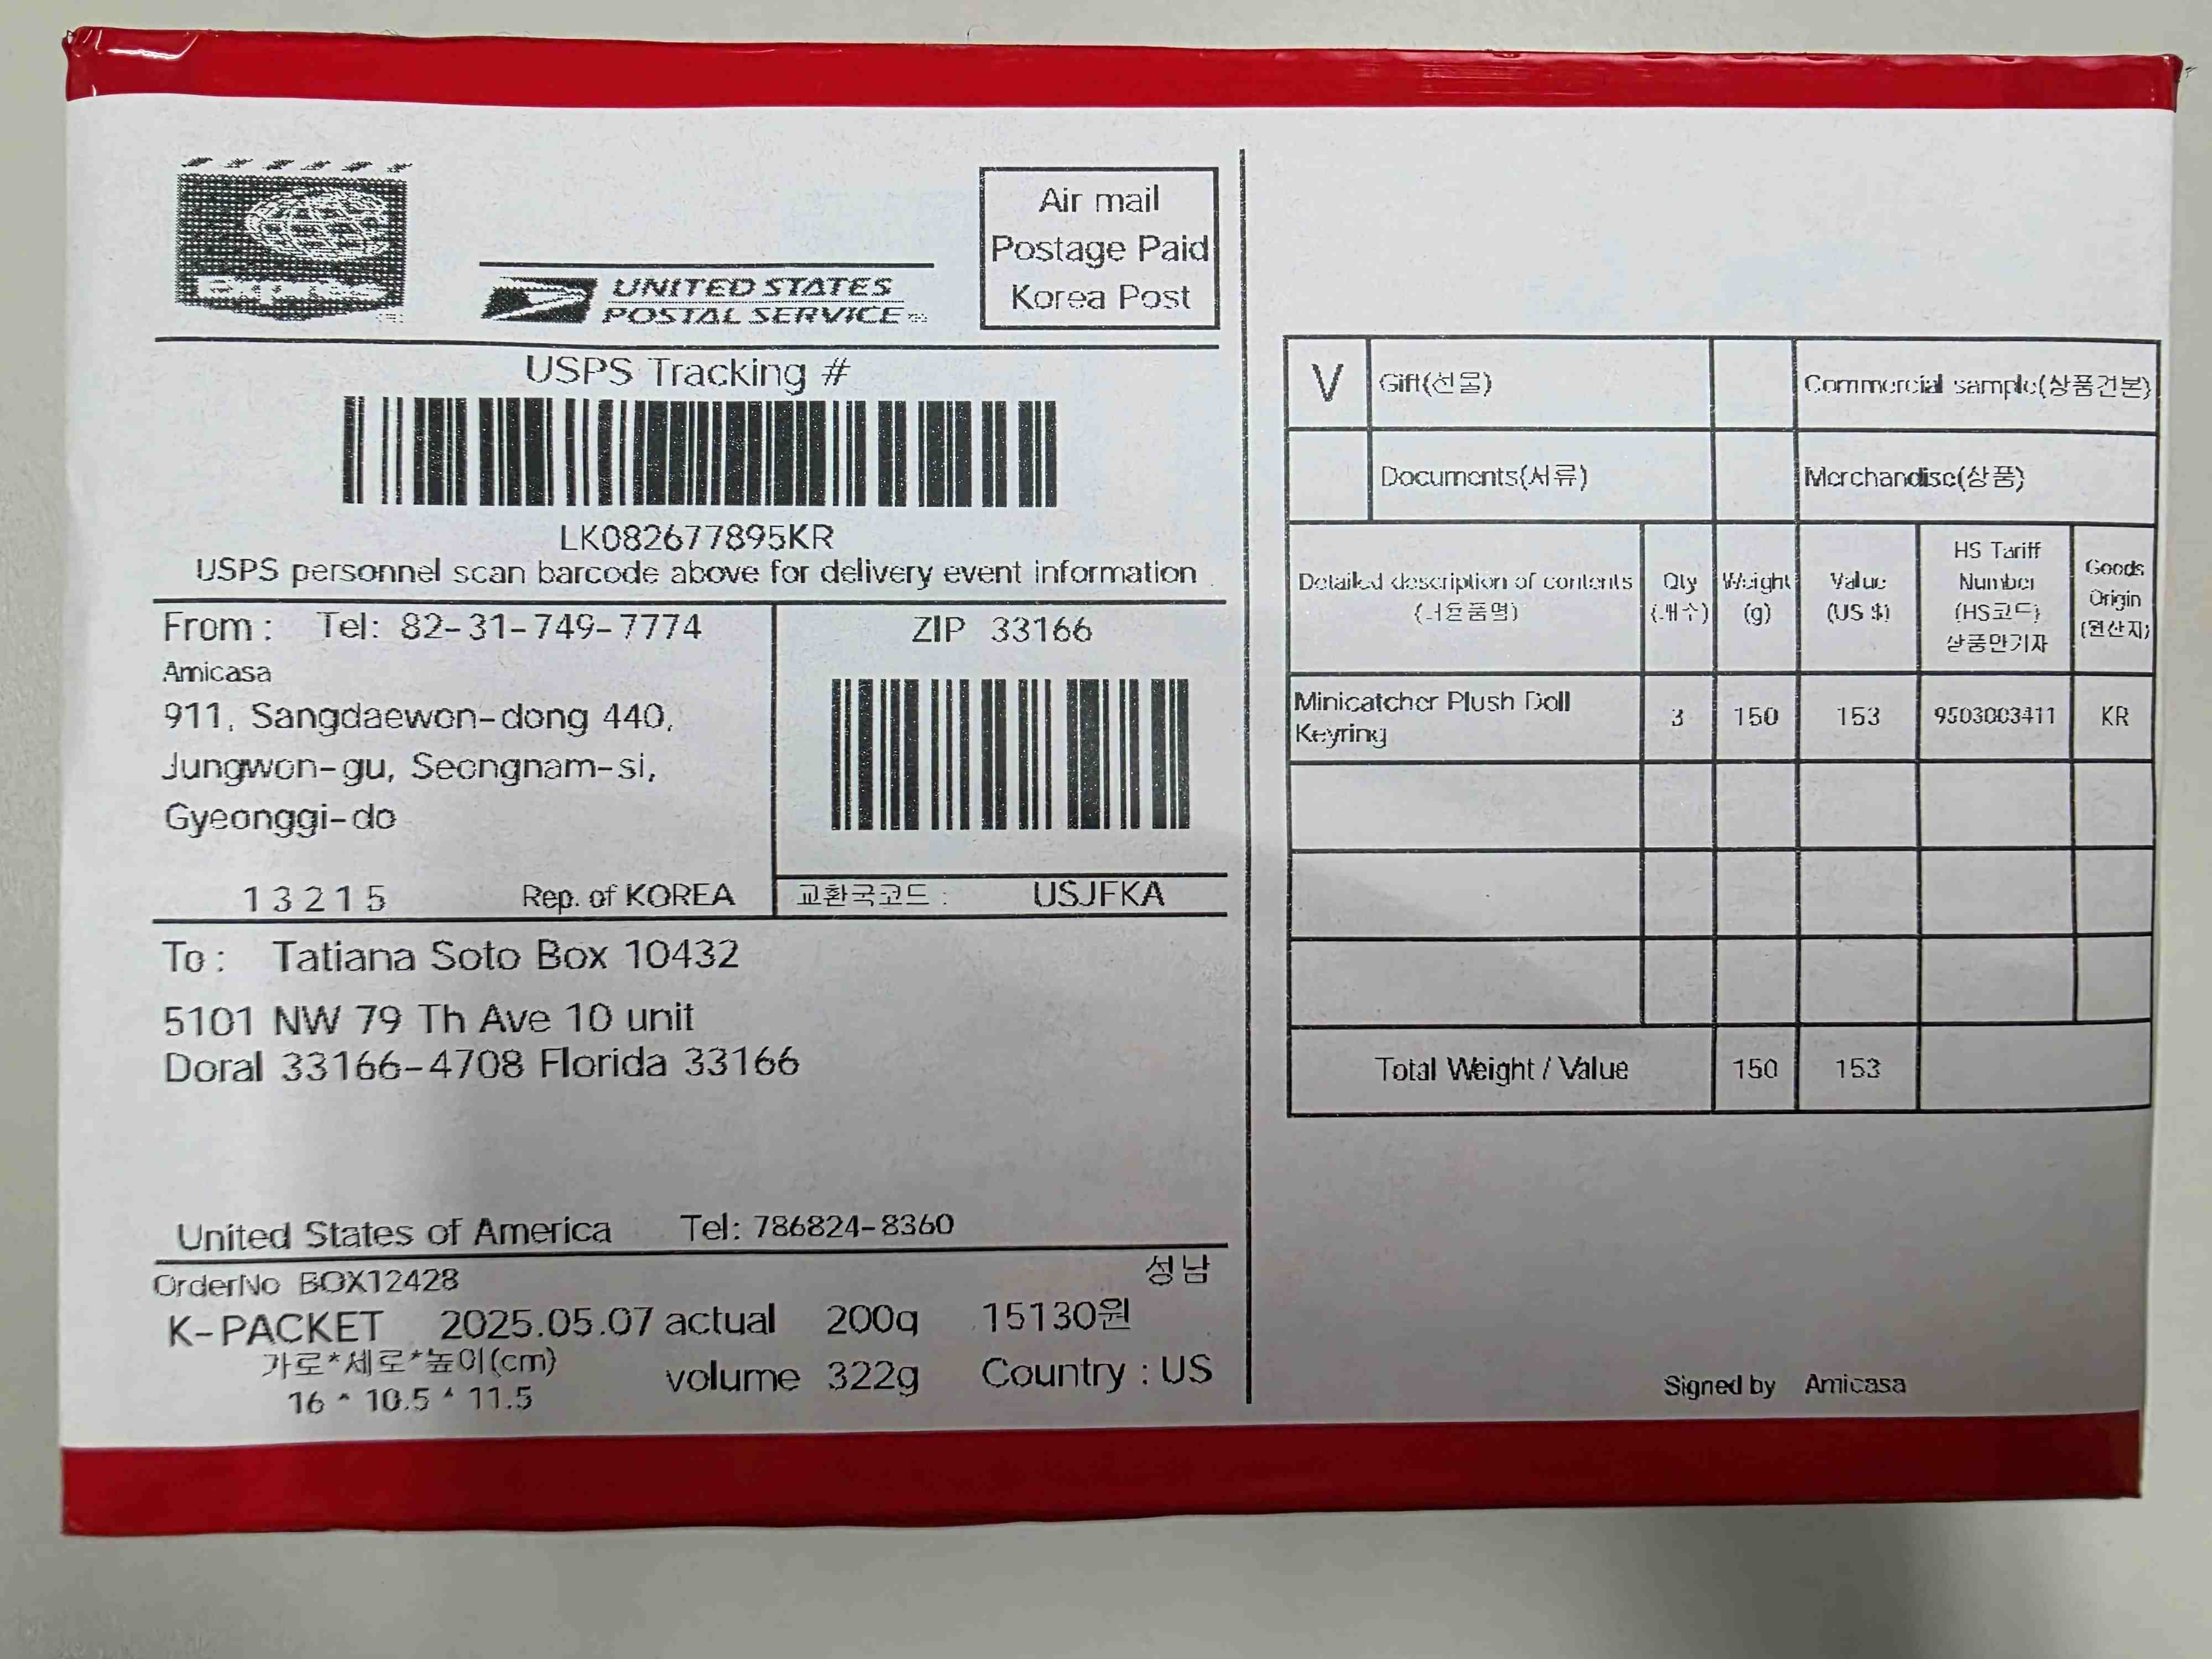 Express
UNITED STATES
POSTAL SERVICE
Air mail
Postage Paid
Korea Post
USPS Tracking #
LK082677895KR
USPS personnel scan barcode above for delivery event information
From : Tel: 82-31-749-7774
Amicasa
911, Sangdaewon-dong 440,
Jungwon-gu, Seongnam-si,
Gyeonggi-do
13215 Rep. of KOREA
ZIP 33166
교환국코드 : USJFKA
To : Tatiana Soto Box 10432
5101 NW 79 Th Ave 10 unit
Doral 33166-4708 Florida 33166
United States of America Tel: 786824-8360
OrderNo BOX12428
성남
K-PACKET 2025.05.07 actual 200g 15130원
가로*세로*높이(cm)
volume 322g Country : US
16 * 10.5 * 11.5
V Gift(선물) Commercial sample(상품견본)
Documents(서류) Merchandise(상품)
Detailed description of contents
(내용품명)
Qty
(개수)
Weight
(g)
Value
(US $)
HS Tariff
Number
(HS코드)
Goods
Origin
(원산지)
Minicatcher Plush Doll
Keyring
3 150 153 9503003411 KR
Total Weight / Value 150 153
Signed by Amicasa